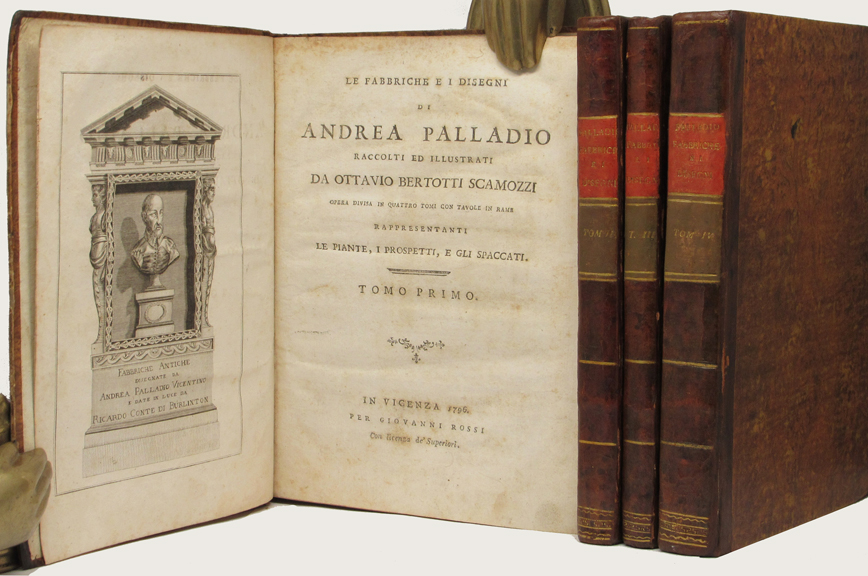 FABBRICHE ANTICHE
DISEGNATE DA
ANDREA PALLADIO VICENTINO
E DATE IN LUCE DA
RICARDO CONTE DI BURLINTON
LE FABBRICHE E I DISEGNI
DI
ANDREA PALLADIO
RACCOLTI ED ILLUSTRATI
DA OTTAVIO BERTOTTI SCAMOZZI
OPERA DIVISA IN QUATTRO TOMI CON TAVOLE IN RAME
RAPPRESENTANTI
LE PIANTE, I PROSPETTI, E GLI SPACCATI.
TOMO PRIMO.
IN VICENZA 1796.
PER GIOVANNI ROSSI
Con licenza de' Superiori.
TOM. IV.